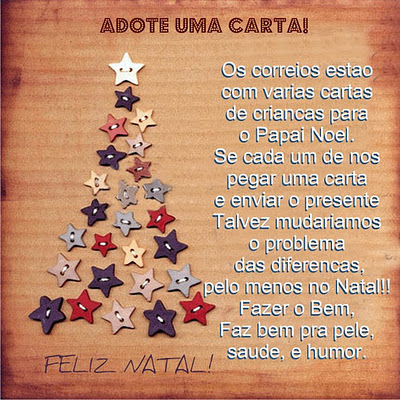 ADOTE UMA CARTA!
Os correios estao
com varias cartas
de criancas para
o Papai Noel.
Se cada um de nos
pegar uma carta
e enviar o presente
Talvez mudariamos
o problema
das diferencas,
pelo menos no Natal!!
Fazer o Bem,
Faz bem pra pele,
saude, e humor.
FELIZ NATAL!